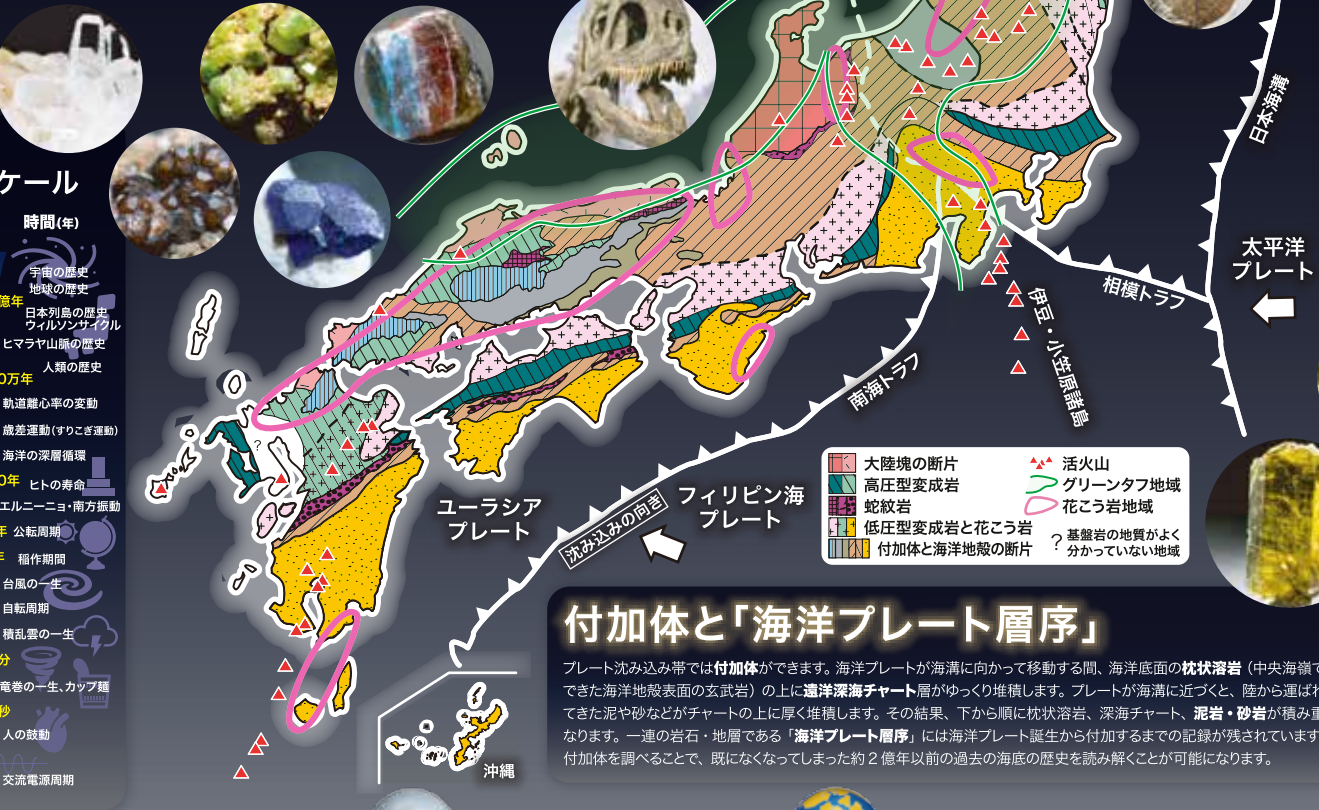 ケール
時間(年)
宇宙の歴史
地球の歴史
億年
日本列島の歴史
ウィルソンサイクル
ヒマラヤ山脈の歴史
人類の歴史
0万年
軌道離心率の変動
歳差運動(すりこぎ運動)
海洋の深層循環
0年
ヒトの寿命
エルニーニョ・南方振動
年
公転周期
稲作期間
台風の一生
自転周期
積乱雲の一生
分
竜巻の一生、カップ麺
秒
人の鼓動
交流電源周期
日本海溝
太平洋
プレート
相模トラフ
伊豆・小笠原諸島
南海トラフ
?
ユーラシア
プレート
フィリピン海
プレート
沈み込みの向き
大陸塊の断片
高圧型変成岩
蛇紋岩
低圧型変成岩と花こう岩
付加体と海洋地殻の断片
活火山
グリーンタフ地域
花こう岩地域
? 基盤岩の地質がよく
分かっていない地域
沖縄
付加体と「海洋プレート層序」
プレート沈み込み帯では付加体ができます。海洋プレートが海溝に向かって移動する間、海洋底面の枕状溶岩(中央海嶺で
できた海洋地殻表面の玄武岩)の上に遠洋深海チャート層がゆっくり堆積します。プレートが海溝に近づくと、陸から運ばれ
てきた泥や砂などがチャートの上に厚く堆積します。その結果、下から順に枕状溶岩、深海チャート、泥岩・砂岩が積み重
なります。一連の岩石・地層である「海洋プレート層序」には海洋プレート誕生から付加するまでの記録が残されています
付加体を調べることで、既になくなってしまった約2億年以前の過去の海底の歴史を読み解くことが可能になります。